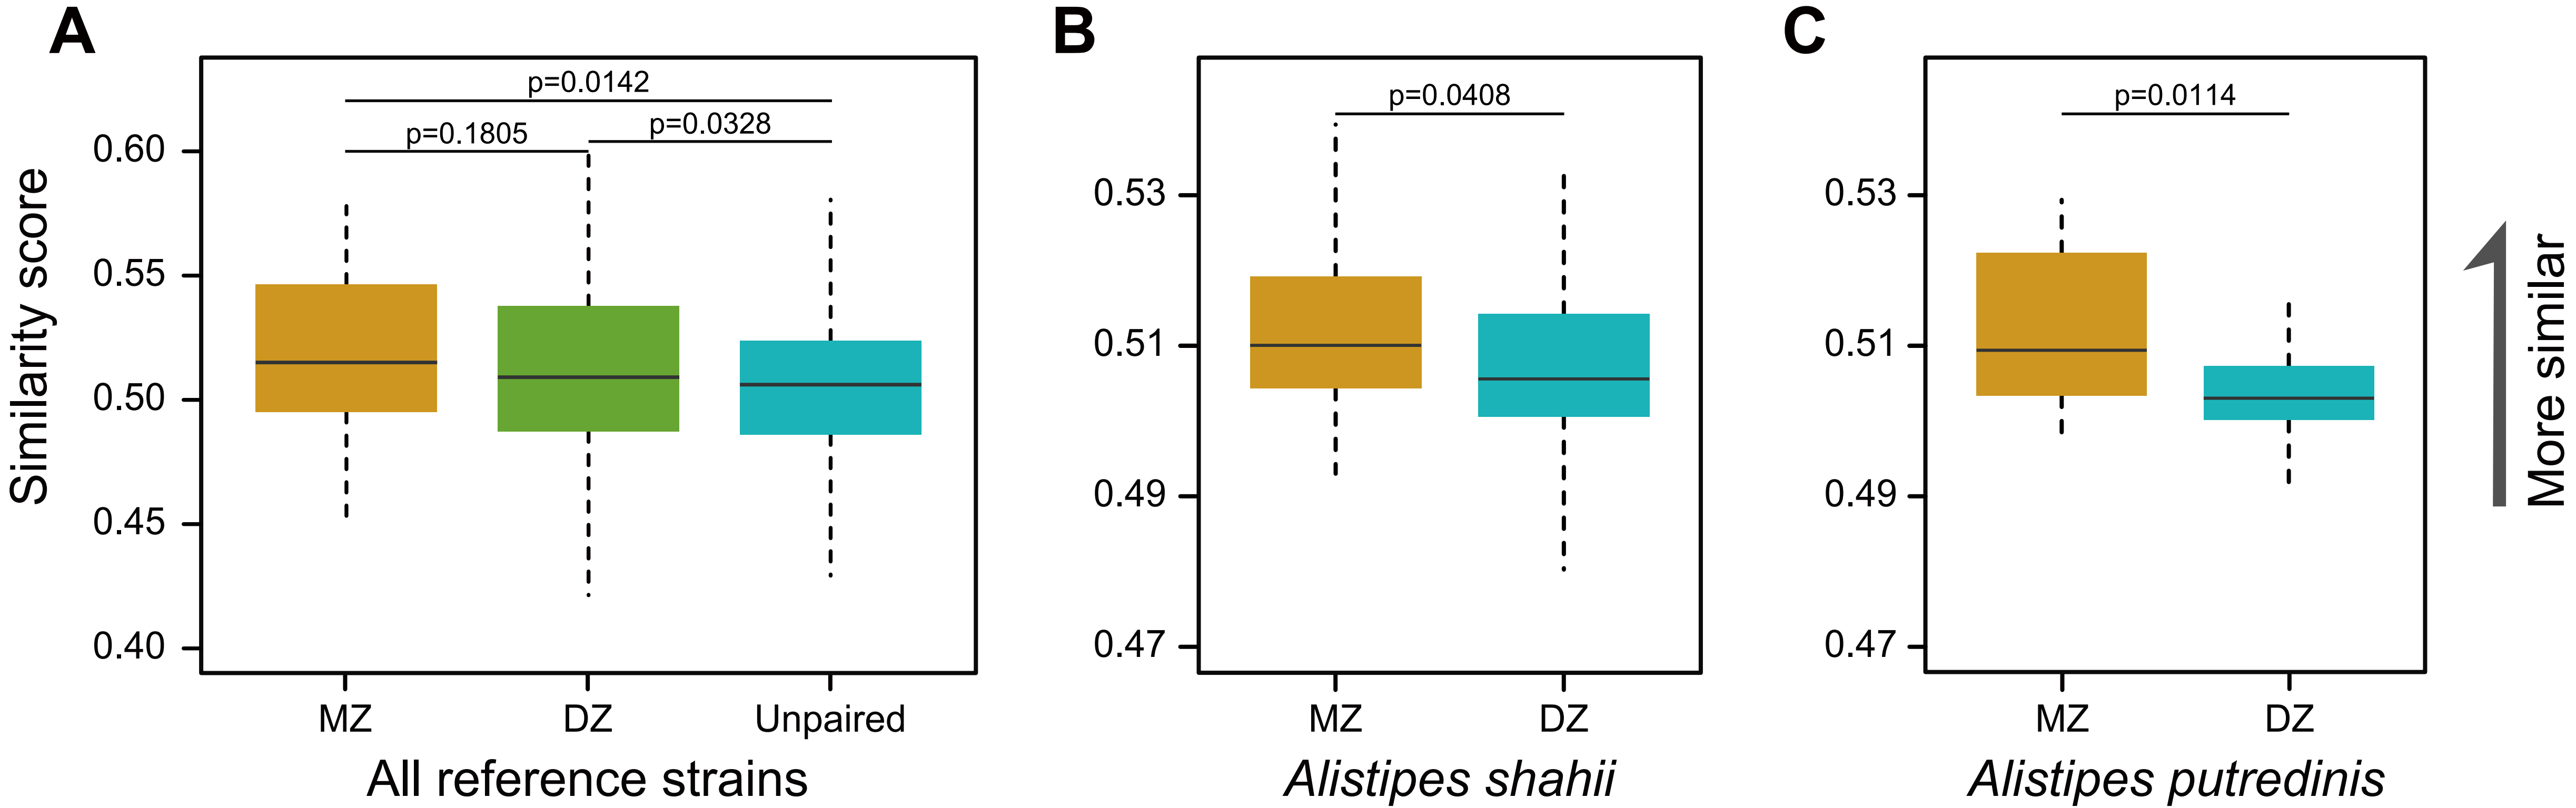 A
Similarity score
0.60
0.55
0.50
0.45
0.40
p=0.0142
p=0.1805
p=0.0328
MZ
DZ
Unpaired
All reference strains
B
0.53
0.51
0.49
0.47
p=0.0408
MZ
DZ
Alistipes shahii
C
0.53
0.51
0.49
0.47
p=0.0114
MZ
DZ
Alistipes putredinis
More similar